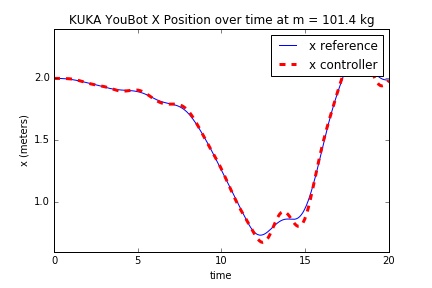 KUKA YouBot X Position over time at m = 101.4 kg
x reference
x controller
2.0
1.5
1.0
x (meters)
0
5
10
15
20
time